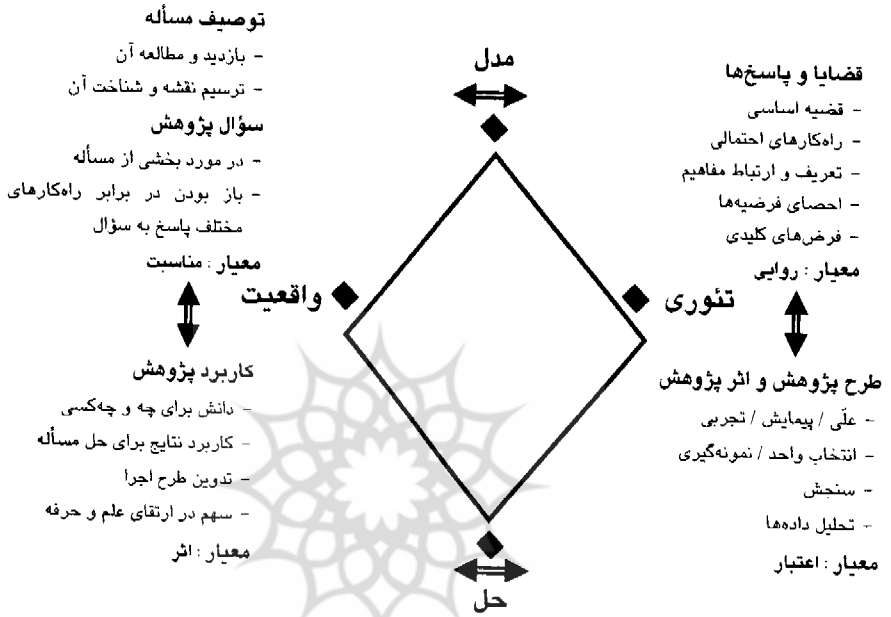 توصیف مسأله
- بازدید و مطالعه آن
- ترسیم نقشه و شناخت آن
سؤال پژوهش
- در مورد بخشی از مسأله
- باز بودن در برابر راه‌کارهای
مختلف پاسخ به سؤال
معیار : مناسبت
مدل
قضایا و پاسخ‌ها
- قضیه اساسی
- راه‌کارهای احتمالی
- تعریف و ارتباط مفاهیم
- احصای فرضیه‌ها
- فرض‌های کلیدی
معیار : روایی
واقعیت
تئوری
کاربرد پژوهش
- دانش برای چه و چه‌کسی
- کاربرد نتایج برای حل مسأله
- تدوین طرح اجرا
- سهم در ارتقای علم و حرفه
معیار : اثر
طرح پژوهش و اثر پژوهش
- علّی / پیمایش / تجربی
- انتخاب واحد / نمونه‌گیری
- سنجش
- تحلیل داده‌ها
معیار : اعتبار
حل